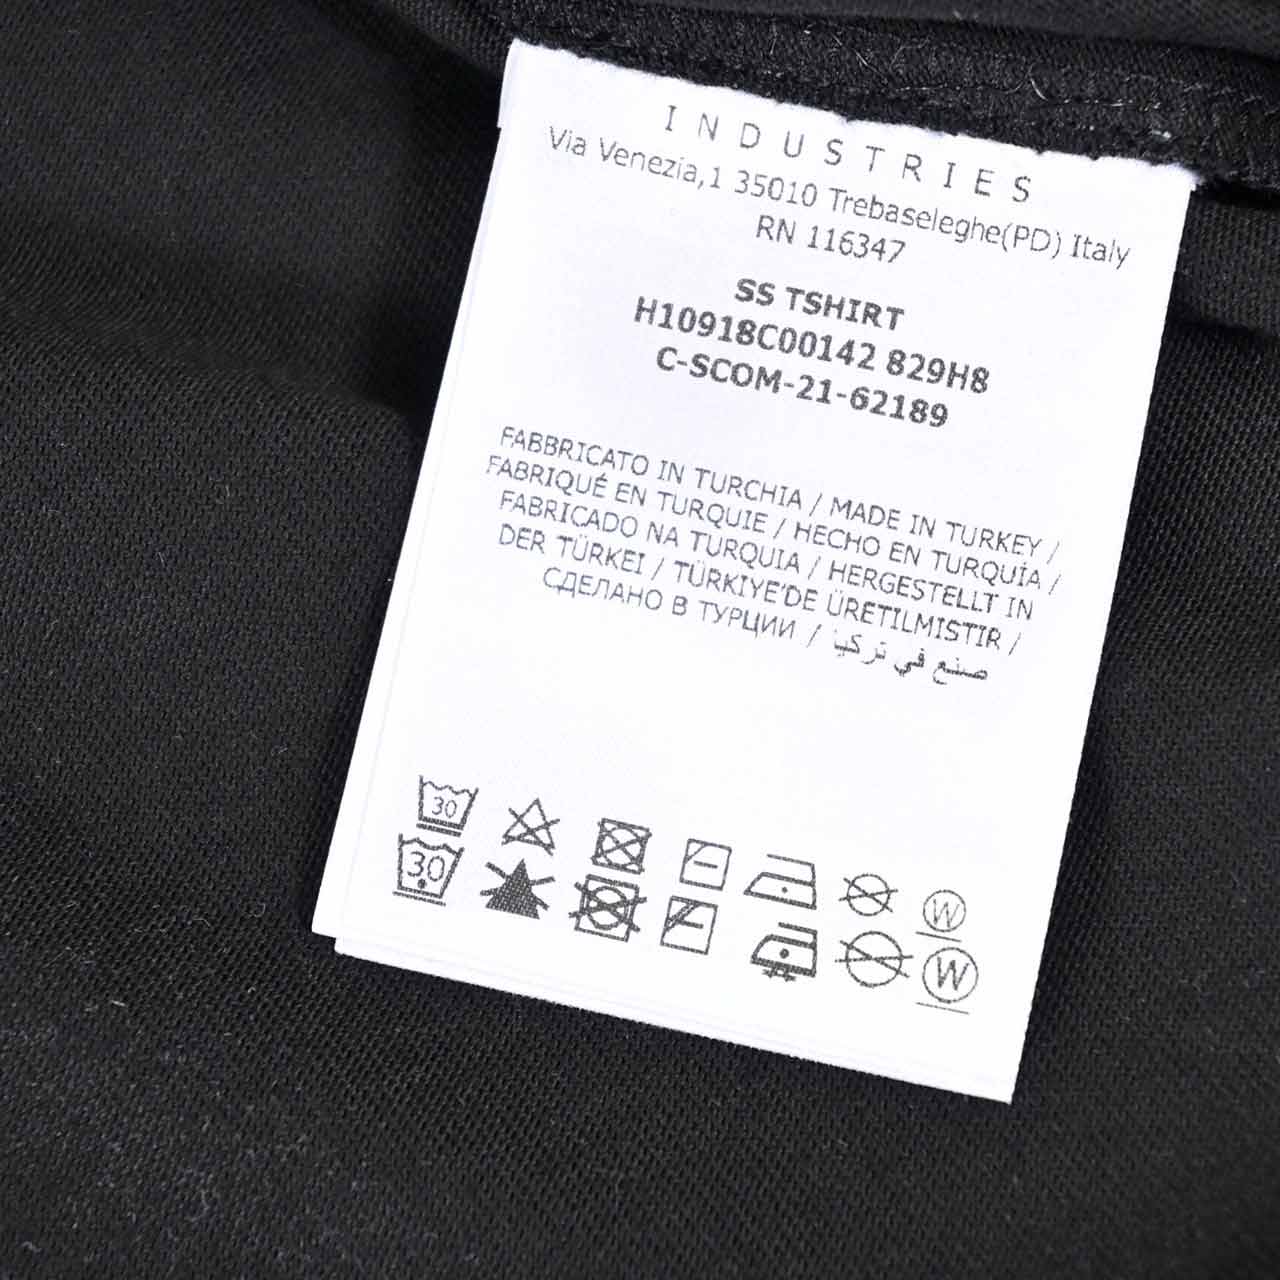 INDUSTRIES
Via Venezia,1 35010 Trebaseleghe(PD) Italy
RN 116347
SS TSHIRT
H10918C00142 829H8
C-SCOM-21-62189
FABBRICATO IN TURCHIA / MADE IN TURKEY /
FABRIQUÉ EN TURQUIE / HECHO EN TURQUÍA /
FABRICADO NA TURQUIA / HERGESTELLT IN
DER TÜRKEI / TÜRKIYE'DE ÜRETILMISTIR /
СДЕЛАНО В ТУРЦИИ / صنع في تركيا
30 W
30 W